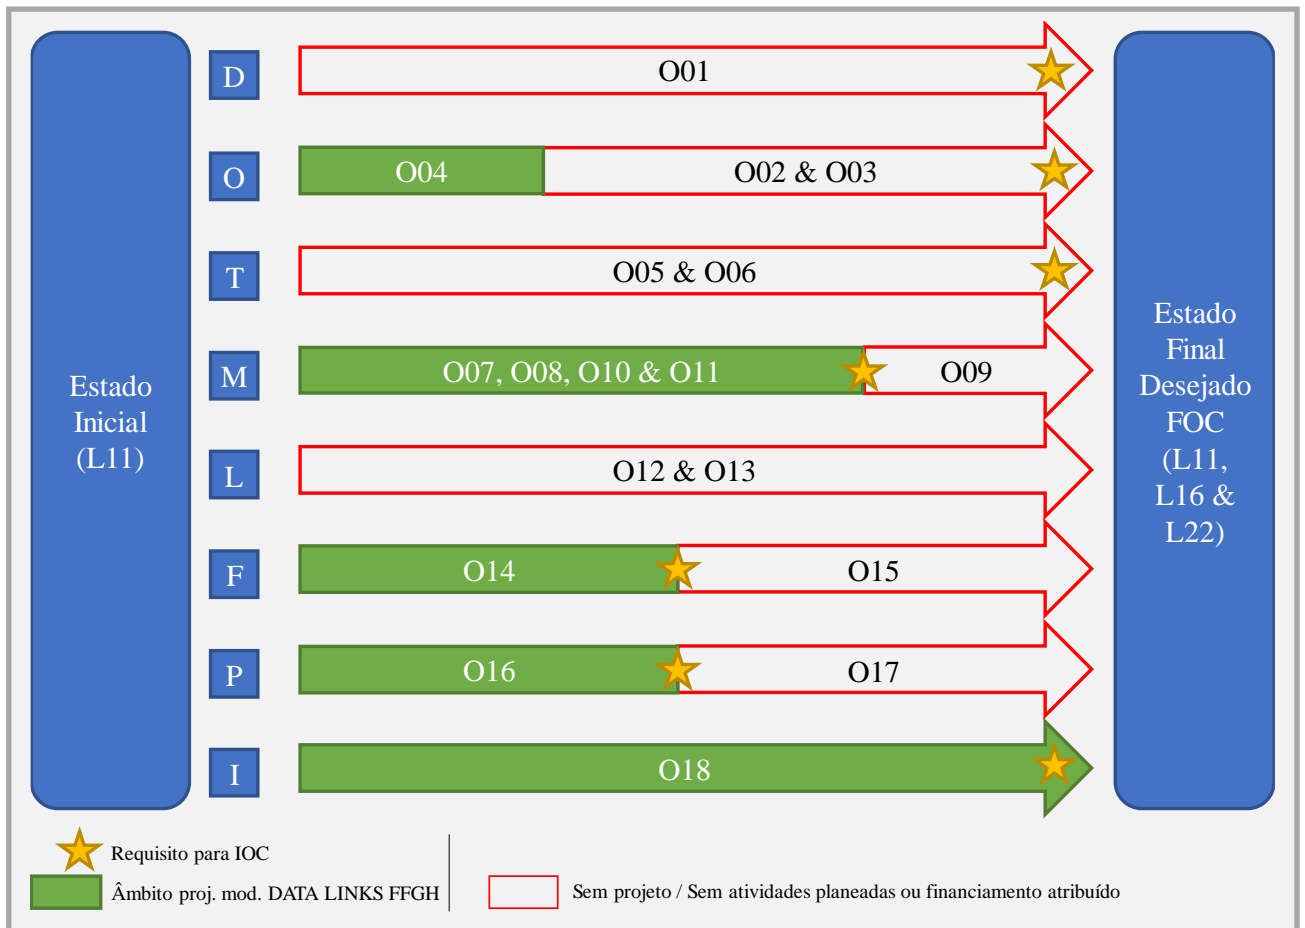 Estado
Inicial
(L11)
D
O01
O
O04
O02 & O03
T
O05 & O06
M
O07, O08, O10 & O11
O09
L
O12 & O13
F
O14
O15
P
O16
O17
I
O18
Estado
Final
Desejado
FOC
(L11,
L16 &
L22)
Requisito para IOC
Âmbito proj. mod. DATA LINKS FFGH
Sem projeto / Sem atividades planeadas ou financiamento atribuído